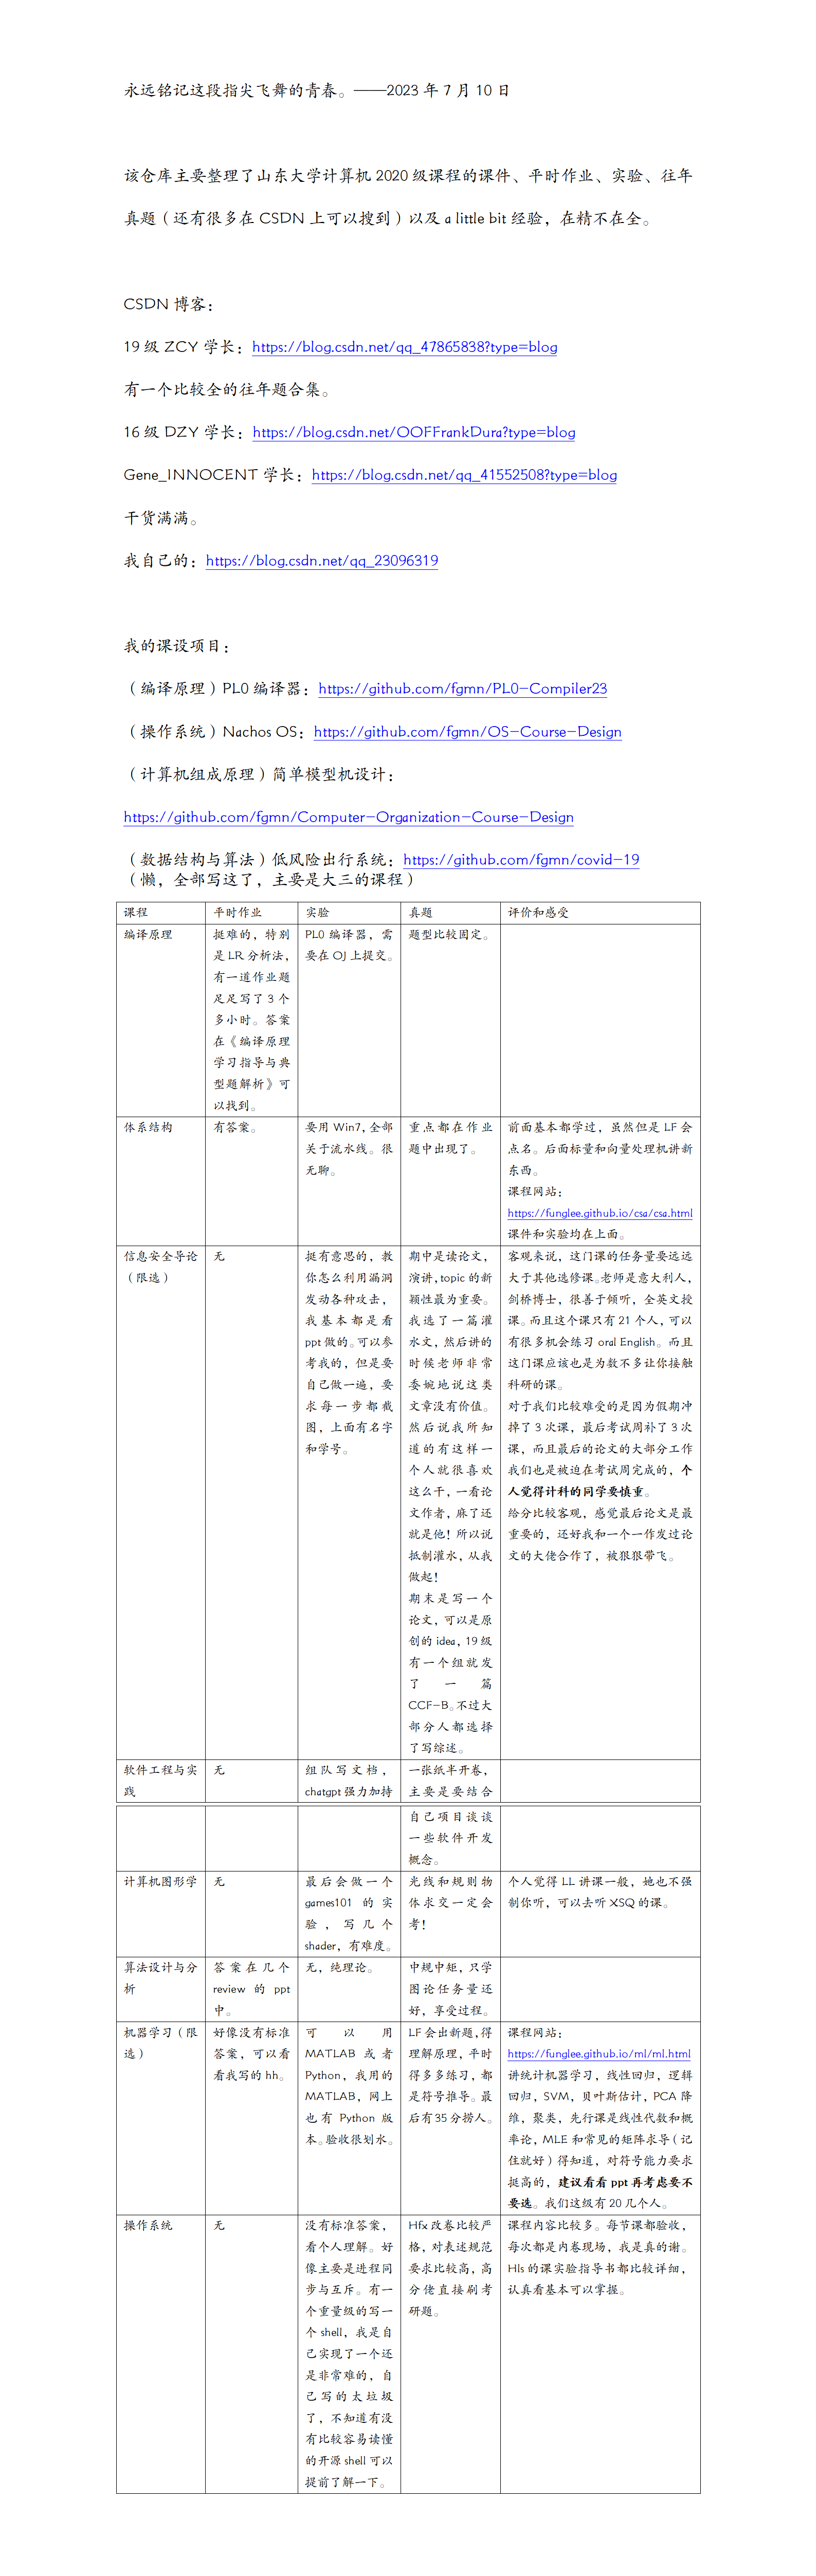 永远铭记这段指尖飞舞的青春。——2023 年 7 月 10 日
该仓库主要整理了山东大学计算机 2020 级课程的课件、平时作业、实验、往年
真题（还有很多在 CSDN 上可以搜到）以及 a little bit 经验，在精不在全。
CSDN 博客：
19 级 ZCY 学长：https://blog.csdn.net/qq_47865838?type=blog
有一个比较全的往年题合集。
16 级 DZY 学长：https://blog.csdn.net/OOFFrankDura?type=blog
Gene_INNOCENT 学长：https://blog.csdn.net/qq_41552508?type=blog
干货满满。
我自己的：https://blog.csdn.net/qq_23096319
我的课设项目：
（编译原理）PL0 编译器：https://github.com/fgmn/PL0-Compiler23
（操作系统）Nachos OS：https://github.com/fgmn/OS-Course-Design
（计算机组成原理）简单模型机设计：
https://github.com/fgmn/Computer-Organization-Course-Design
（数据结构与算法）低风险出行系统：https://github.com/fgmn/covid-19
（懒，全部写这了，主要是大三的课程）
课程
平时作业
实验
真题
评价和感受
编译原理
挺难的，特别
是 LR 分析法，
有一道作业题
足足写了 3 个
多小时。答案
在《编译原理
学习指导与典
型题解析》可
以找到。
PL0 编译器，需
要在 OJ 上提交。
题型比较固定。
体系结构
有答案。
要用 Win7，全部
关于流水线。很
无聊。
重点都在作业
题中出现了。
前面基本都学过，虽然但是 LF 会
点名。后面标量和向量处理机讲新
东西。
课程网站：
https://funglee.github.io/csa/csa.html
课件和实验均在上面。
信息安全导论
（限选）
无
挺有意思的，教
你怎么利用漏洞
发动各种攻击，
我基本都是看
ppt 做的。可以参
考我的，但是要
自己做一遍，要
求每一步都截
图，上面有名字
和学号。
期中是读论文，
演讲，topic 的新
颖性最为重要。
我选了一篇灌
水文，然后讲的
时候老师非常
委婉地说这类
文章没有价值。
然后说我所知
道的有这样一
个人就很喜欢
这么干，一看论
文作者，麻了还
就是他！所以说
抵制灌水，从我
做起！
期末是写一个
论文，可以是原
创的 idea，19 级
有一个组就发
了一篇
CCF-B。不过大
部分人都选择
了写综述。
客观来说，这门课的任务量要远远
大于其他选修课。老师是意大利人，
剑桥博士，很善于倾听，全英文授
课。而且这个课只有 21 个人，可以
有很多机会练习 oral English。而且
这门课应该也是为数不多让你接触
科研的课。
对于我们比较难受的是因为假期冲
掉了 3 次课，最后考试周补了 3 次
课，而且最后的论文的大部分工作
我们也是被迫在考试周完成的，个
人觉得计科的同学要慎重。
给分比较客观，感觉最后论文是最
重要的，还好我和一个一作发过论
文的大佬合作了，被狠狠带飞。
软件工程与实
践
无
组队写文档，
chatgpt 强力加持
一张纸半开卷，
主要是要结合
自己项目谈谈
一些软件开发
概念。
计算机图形学
无
最后会做一个
games101 的实
验，写几个
shader，有难度。
光线和规则物
体求交一定会
考！
个人觉得 LL 讲课一般，她也不强
制你听，可以去听 XSQ 的课。
算法设计与分
析
答案在几个
review 的 ppt
中。
无，纯理论。
中规中矩，只学
图论任务量还
好，享受过程。
机器学习（限
选）
好像没有标准
答案，可以看
看我写的 hh。
可以用
MATLAB 或者
Python，我用的
MATLAB，网上
也有 Python 版
本。验收很划水。
LF 会出新题，得
理解原理，平时
得多多练习，都
是符号推导。最
后有 35 分捞人。
课程网站：
https://funglee.github.io/ml/ml.html
讲统计机器学习，线性回归，逻辑
回归，SVM，贝叶斯估计，PCA 降
维，聚类，先行课是线性代数和概
率论，MLE 和常见的矩阵求导（记
住就好）得知道，对符号能力要求
挺高的，建议看看 ppt 再考虑要不
要选。我们这级有 20 几个人。
操作系统
无
没有标准答案，
看个人理解。好
像主要是进程同
步与互斥。有一
个重量级的写一
个 shell，我是自
己实现了一个还
是非常难的，自
己写的太垃圾
了，不知道有没
有比较容易读懂
的开源 shell 可以
提前了解一下。
Hfx 改卷比较严
格，对表述规范
要求比较高，高
分佬直接刷考
研题。
课程内容比较多。每节课都验收，
每次都是内卷现场，我是真的谢。
Hls 的课实验指导书都比较详细，
认真看基本可以掌握。